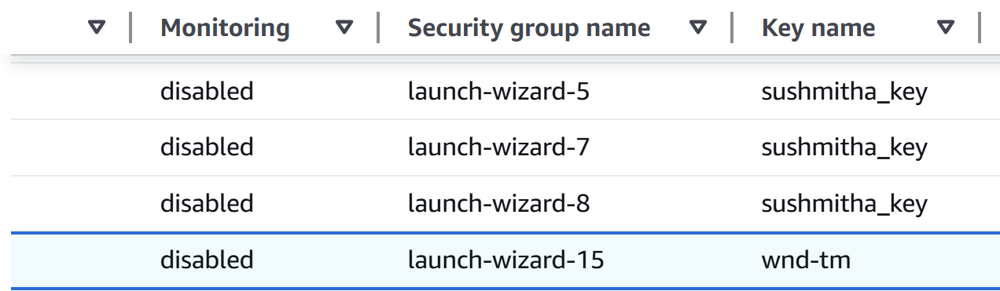 Monitoring Security group name Key name
disabled launch-wizard-5 sushmitha_key
disabled launch-wizard-7 sushmitha_key
disabled launch-wizard-8 sushmitha_key
disabled launch-wizard-15 wnd-tm